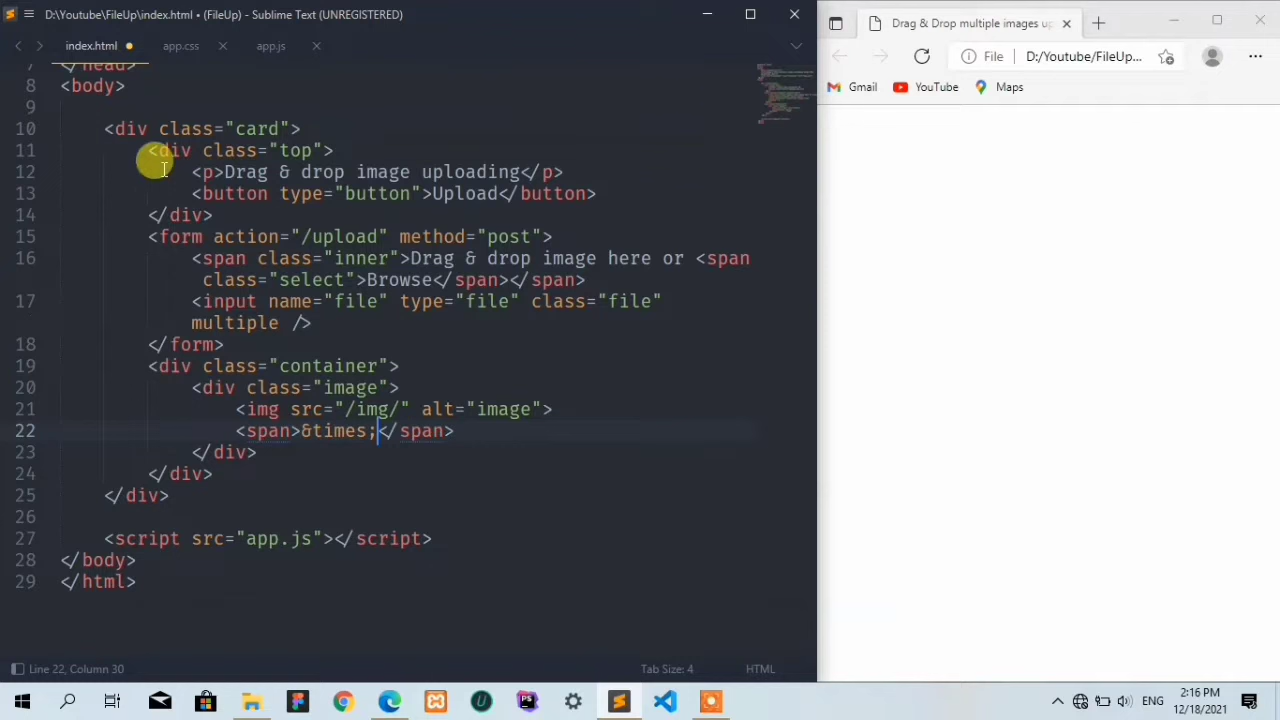 D:\Youtube\FileUp\index.html • (FileUp) - Sublime Text (UNREGISTERED)
Drag & Drop multiple images up
index.html
app.css
app.js
File
D:/Youtube/FileUp...
Gmail
YouTube
Maps
7 </head>
8 <body>
9
10 <div class="card">
11 <div class="top">
12 <p>Drag & drop image uploading</p>
13 <button type="button">Upload</button>
14 </div>
15 <form action="/upload" method="post">
16 <span class="inner">Drag & drop image here or <span
class="select">Browse</span></span>
17 <input name="file" type="file" class="file"
multiple />
18 </form>
19 <div class="container">
20 <div class="image">
21 <img src="/img/" alt="image">
22 <span>&times;</span>
23 </div>
24 </div>
25 </div>
26
27 <script src="app.js"></script>
28 </body>
29 </html>
Line 22, Column 30
Tab Size: 4
HTML
ENG
2:16 PM
12/18/2021